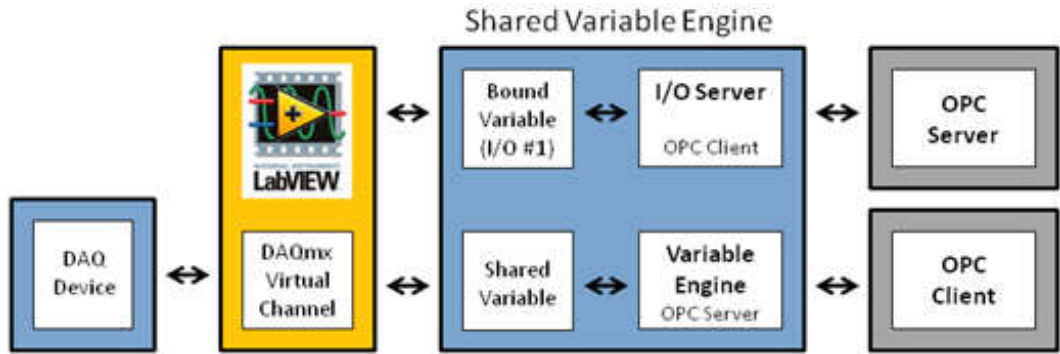 Shared Variable Engine
LabVIEW
Bound
Variable
(I/O #1)
I/O Server
OPC Client
OPC
Server
DAQ
Device
DAQmx
Virtual
Channel
Shared
Variable
Variable
Engine
OPC Server
OPC
Client